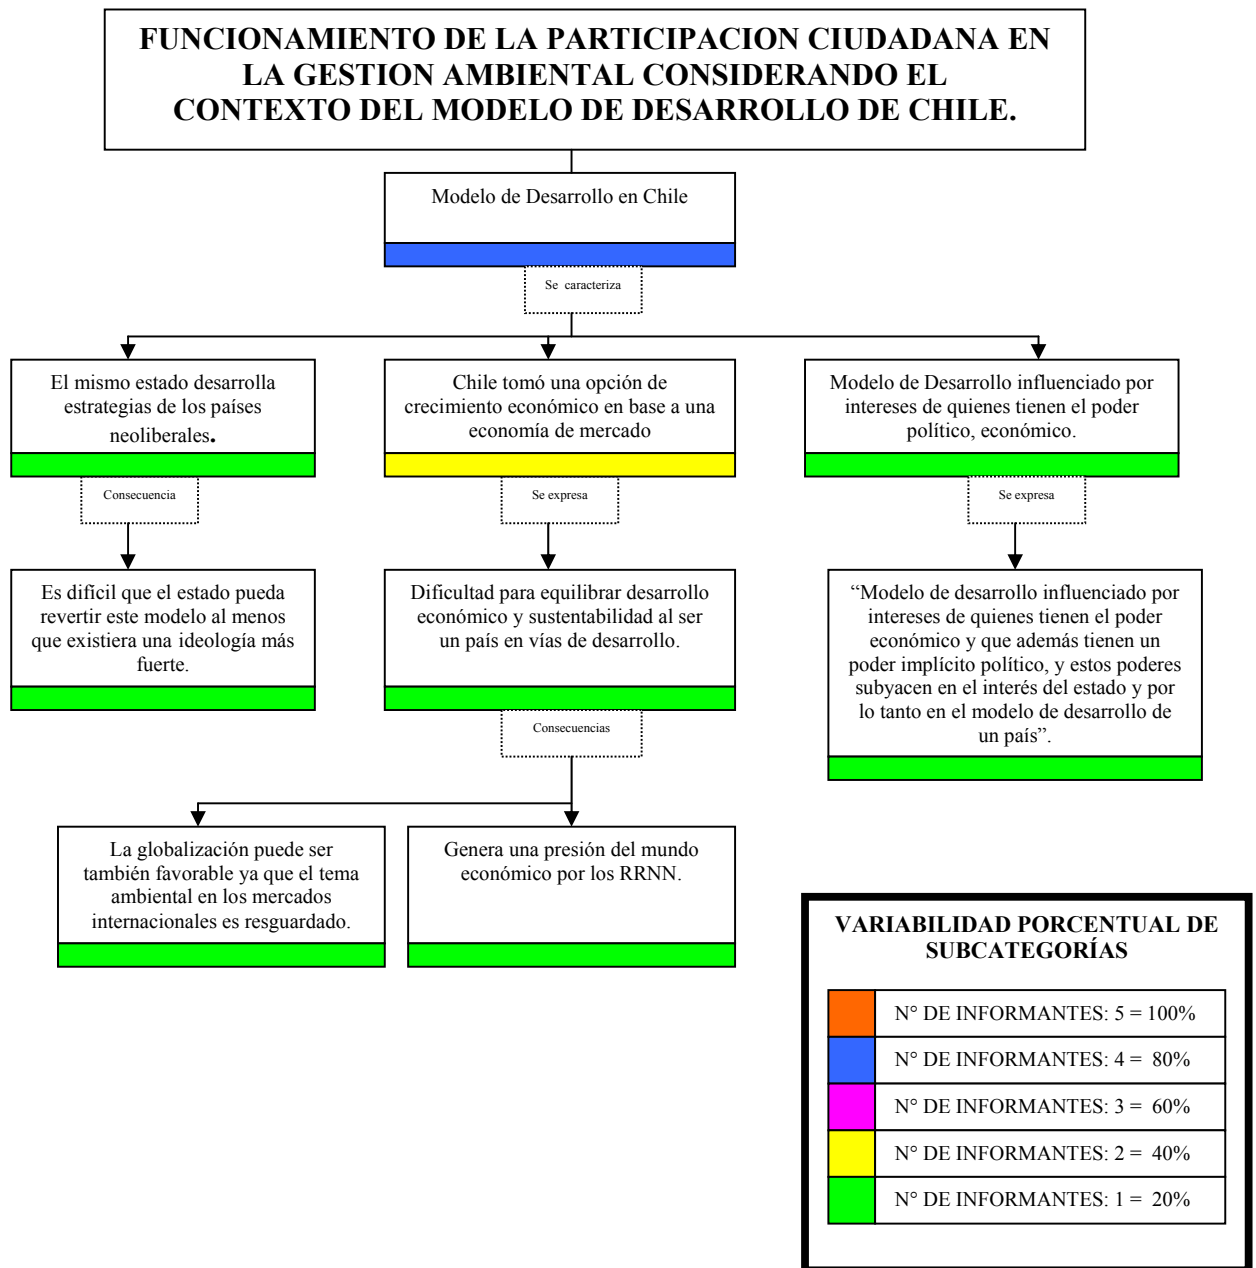 FUNCIONAMIENTO DE LA PARTICIPACION CIUDADANA EN
LA GESTION AMBIENTAL CONSIDERANDO EL
CONTEXTO DEL MODELO DE DESARROLLO DE CHILE.
Modelo de Desarrollo en Chile
Se caracteriza
El mismo estado desarrolla
estrategias de los países
neoliberales.
Chile tomó una opción de
crecimiento económico en base a una
economía de mercado
Modelo de Desarrollo influenciado por
intereses de quienes tienen el poder
político, económico.
Consecuencia
Se expresa
Se expresa
Es difícil que el estado pueda
revertir este modelo al menos
que existiera una ideología más
fuerte.
Dificultad para equilibrar desarrollo
económico y sustentabilidad al ser
un país en vías de desarrollo.
“Modelo de desarrollo influenciado por
intereses de quienes tienen el poder
económico y que además tienen un
poder implícito político, y estos poderes
subyacen en el interés del estado y por
lo tanto en el modelo de desarrollo de
un país”.
Consecuencias
La globalización puede ser
también favorable ya que el tema
ambiental en los mercados
internacionales es resguardado.
Genera una presión del mundo
económico por los RRNN.
VARIABILIDAD PORCENTUAL DE
SUBCATEGORÍAS
N° DE INFORMANTES: 5 = 100%
N° DE INFORMANTES: 4 = 80%
N° DE INFORMANTES: 3 = 60%
N° DE INFORMANTES: 2 = 40%
N° DE INFORMANTES: 1 = 20%